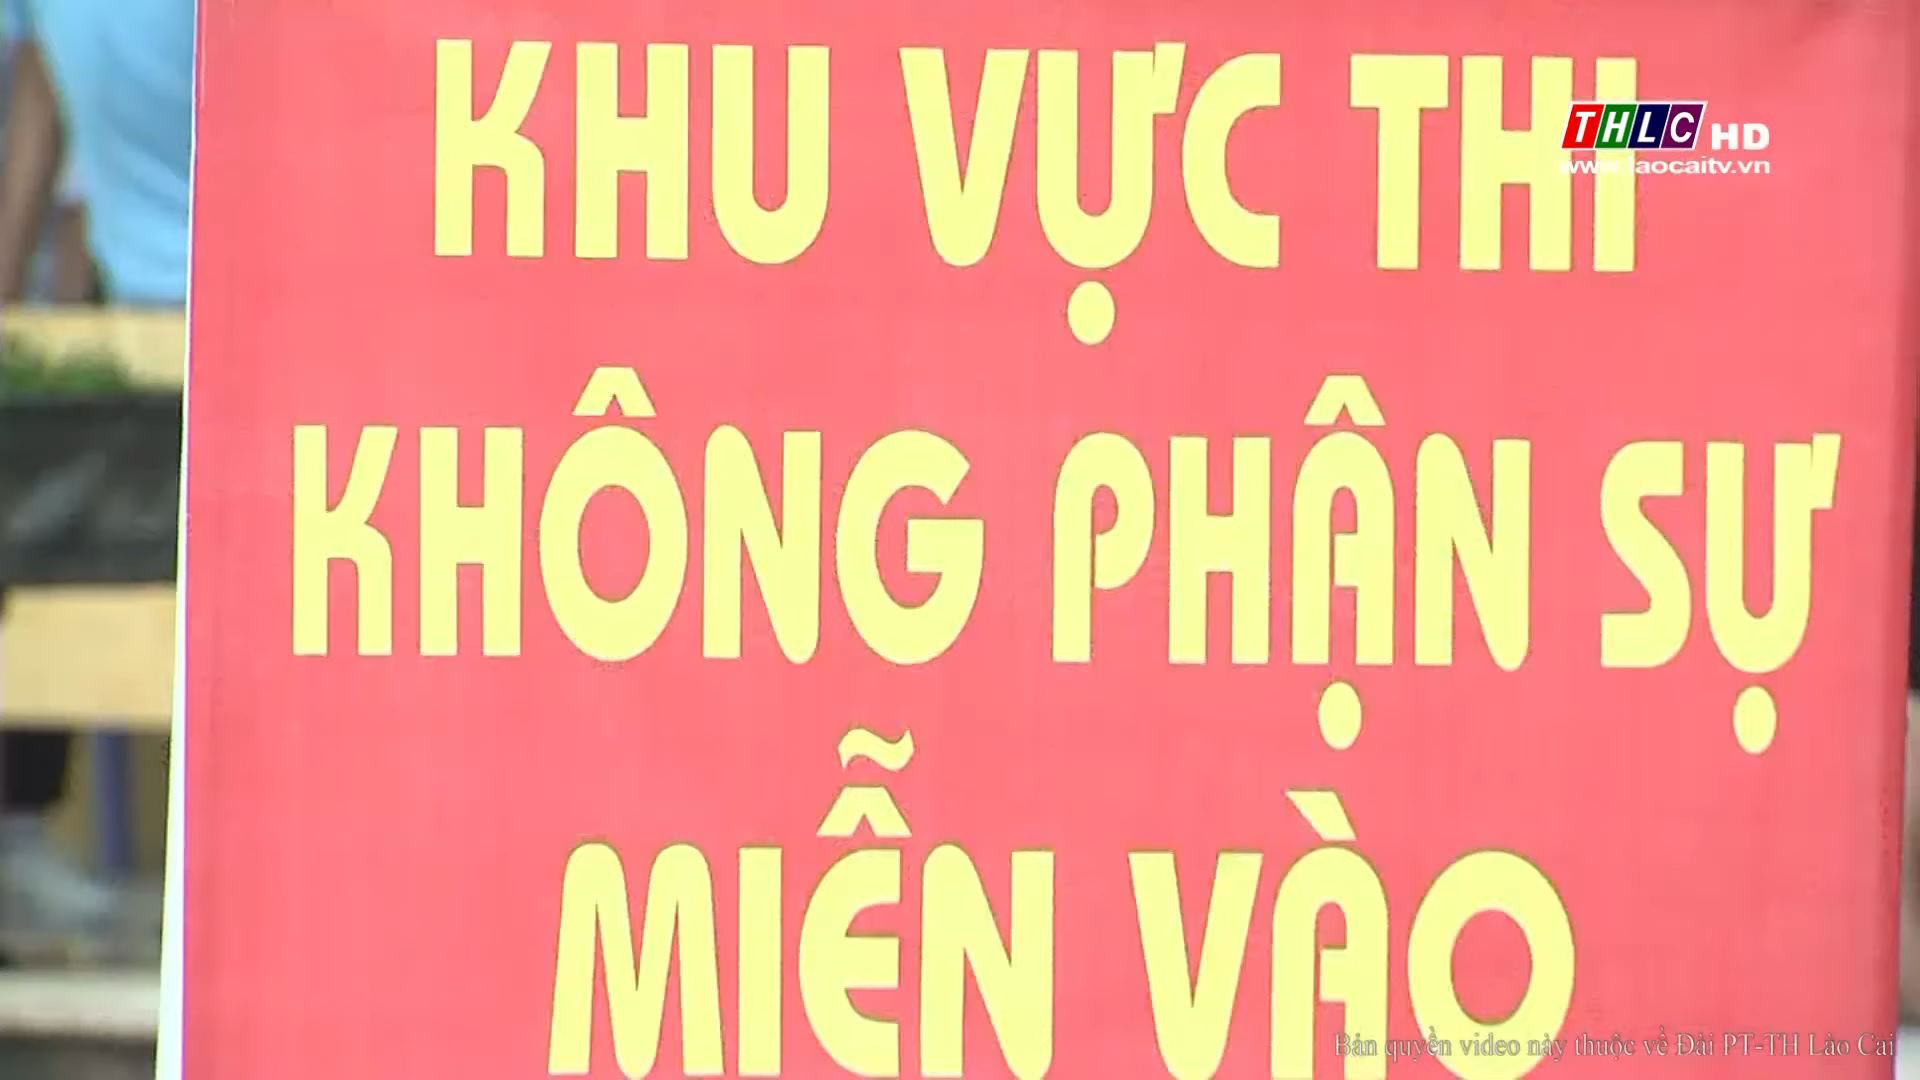 KHU VỰC THI
THLC HD
www.laocaitv.vn
KHÔNG PHẬN SỰ
MIỄN VÀO
Bản quyền video này thuộc về Đài PT-TH Lào Cai